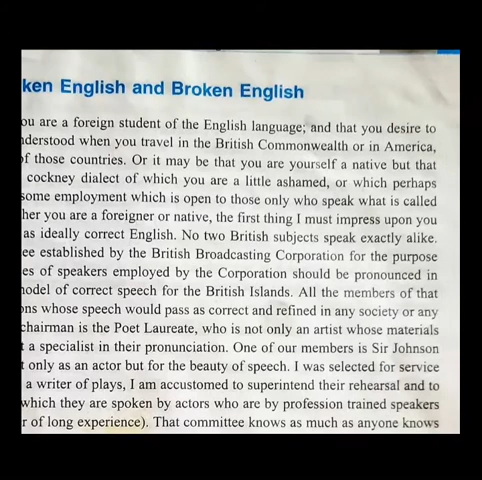 ken English and Broken English
ou are a foreign student of the English language; and that you desire to
derstood when you travel in the British Commonwealth or in America,
of those countries. Or it may be that you are yourself a native but that
cockney dialect of which you are a little ashamed, or which perhaps
some employment which is open to those only who speak what is called
her you are a foreigner or native, the first thing I must impress upon you
as ideally correct English. No two British subjects speak exactly alike.
ee established by the British Broadcasting Corporation for the purpose
es of speakers employed by the Corporation should be pronounced in
nodel of correct speech for the British Islands. All the members of that
ons whose speech would pass as correct and refined in any society or any
chairman is the Poet Laureate, who is not only an artist whose materials
t a specialist in their pronunciation. One of our members is Sir Johnson
t only as an actor but for the beauty of speech. I was selected for service
a writer of plays, I am accustomed to superintend their rehearsal and to
which they are spoken by actors who are by profession trained speakers
r of long experience). That committee knows as much as anyone knows